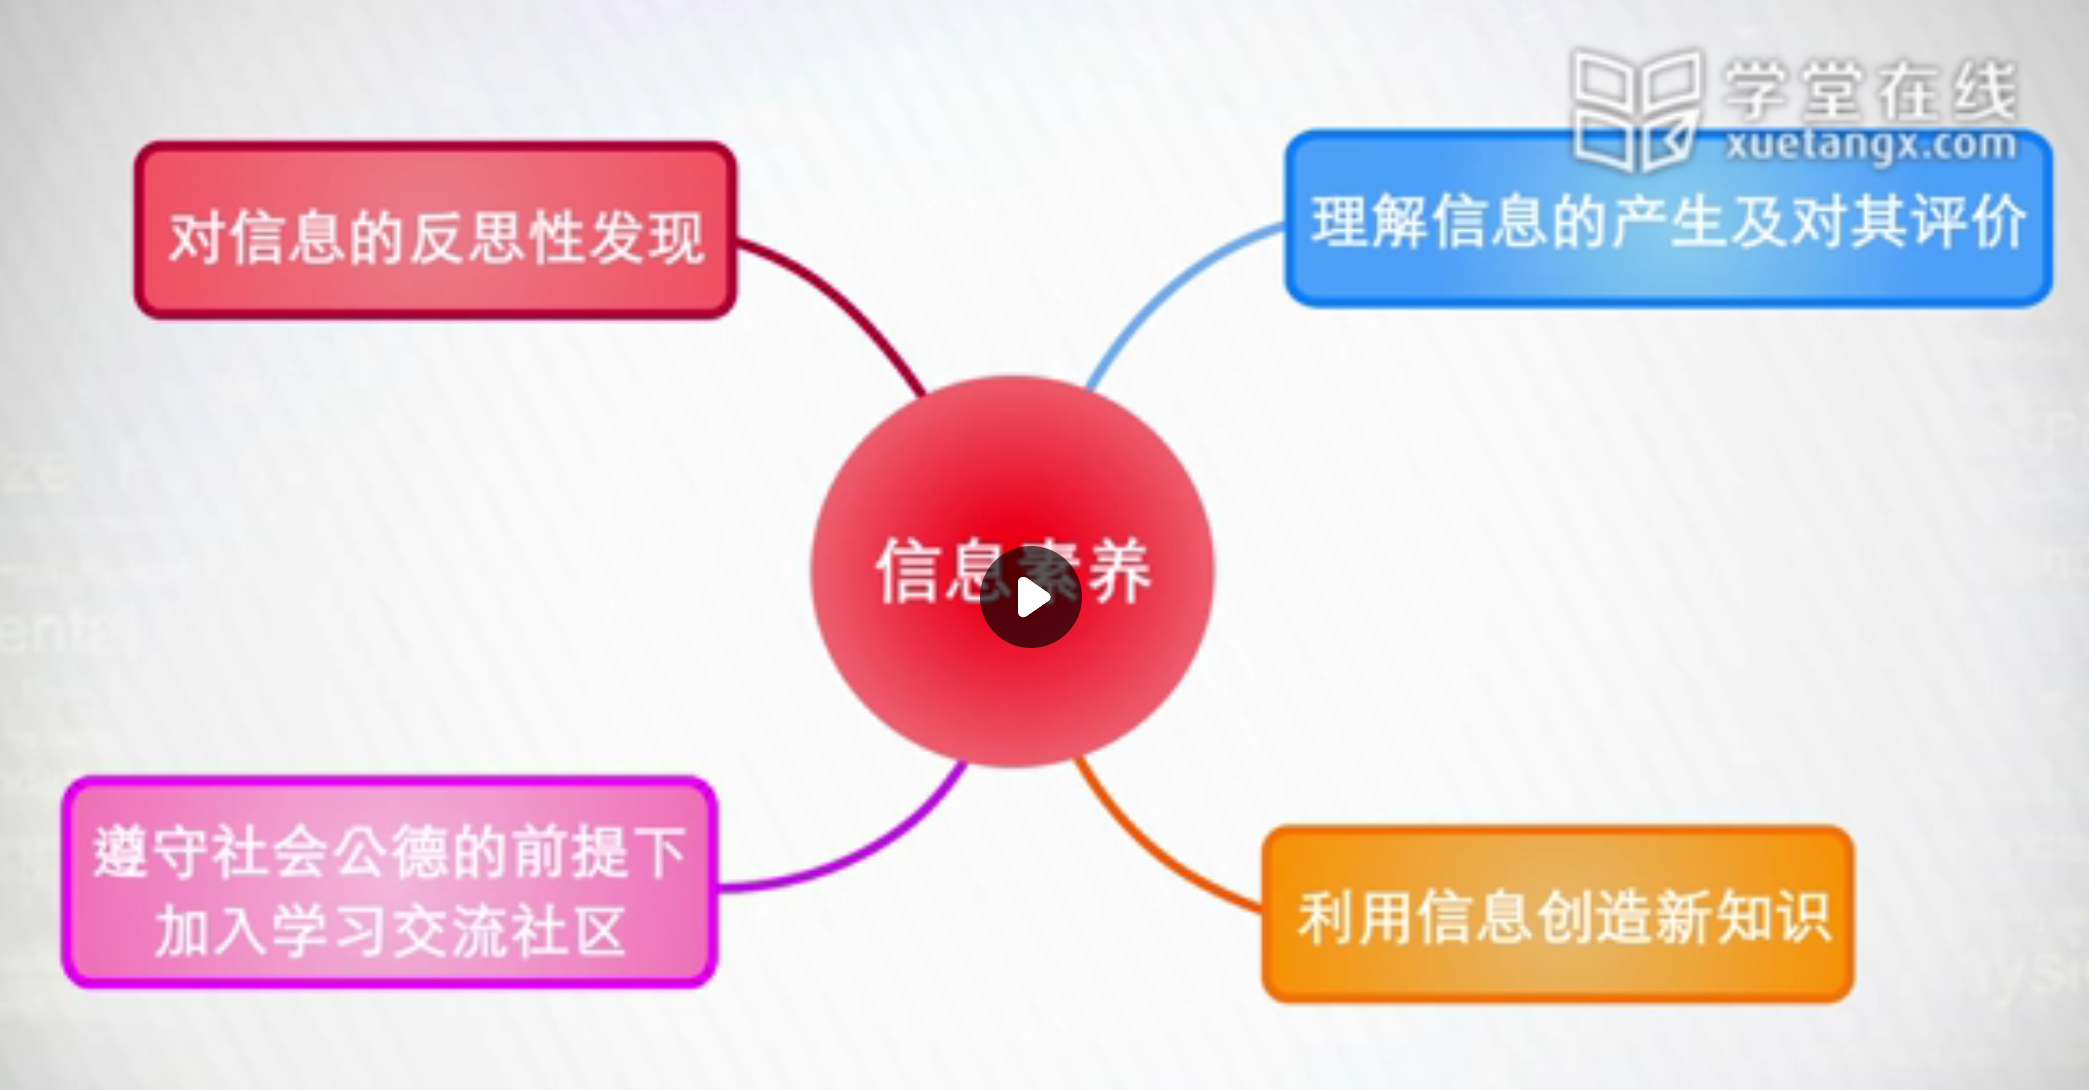 学堂在线
xuetangx.com
对信息的反思性发现
理解信息的产生及对其评价
信息素养
遵守社会公德的前提下
加入学习交流社区
利用信息创造新知识